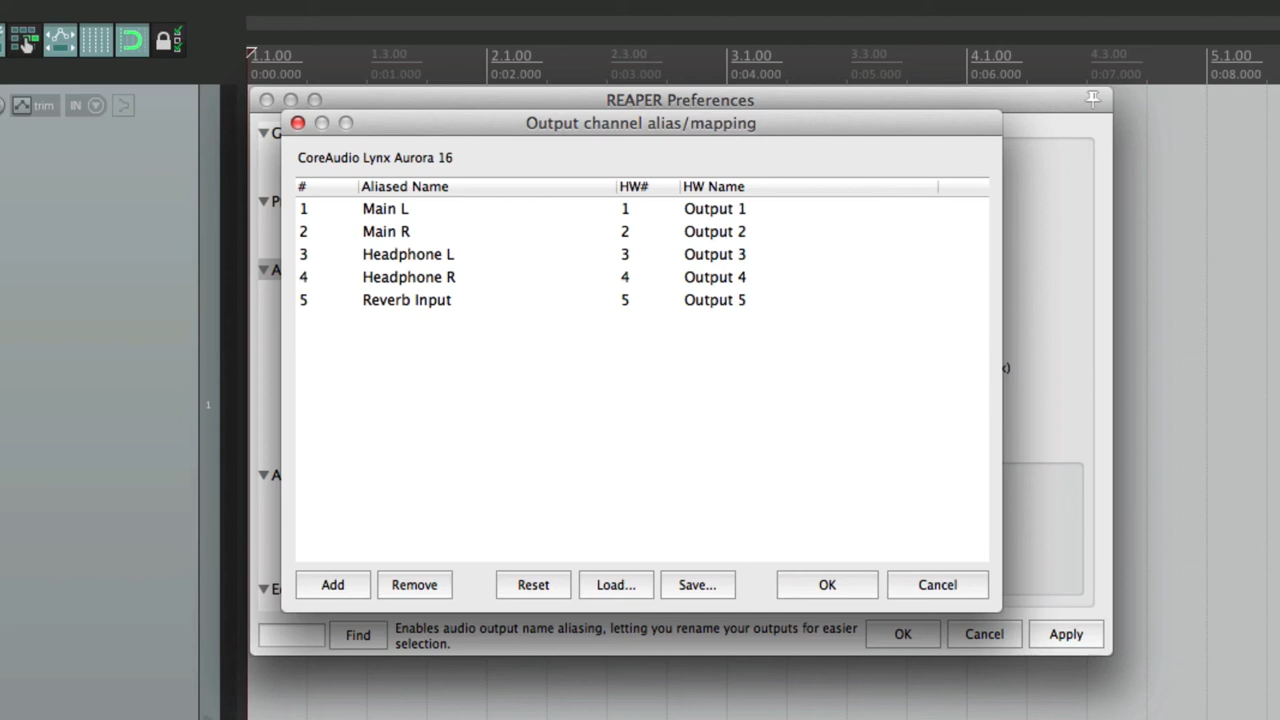 1.1.00 1.3.00 2.1.00 2.3.00 3.1.00 3.3.00 4.1.00 4.3.00 5.1.00
0:00.000 0:01.000 0:02.000 0:03.000 0:04.000 0:05.000 0:06.000 0:07.000 0:08.000
trim IN
REAPER Preferences
Output channel alias/mapping
CoreAudio Lynx Aurora 16
# Aliased Name HW# HW Name
1 Main L 1 Output 1
2 Main R 2 Output 2
3 Headphone L 3 Output 3
4 Headphone R 4 Output 4
5 Reverb Input 5 Output 5
1
Add Remove Reset Load... Save... OK Cancel
Find
Enables audio output name aliasing, letting you rename your outputs for easier
selection.
OK Cancel Apply